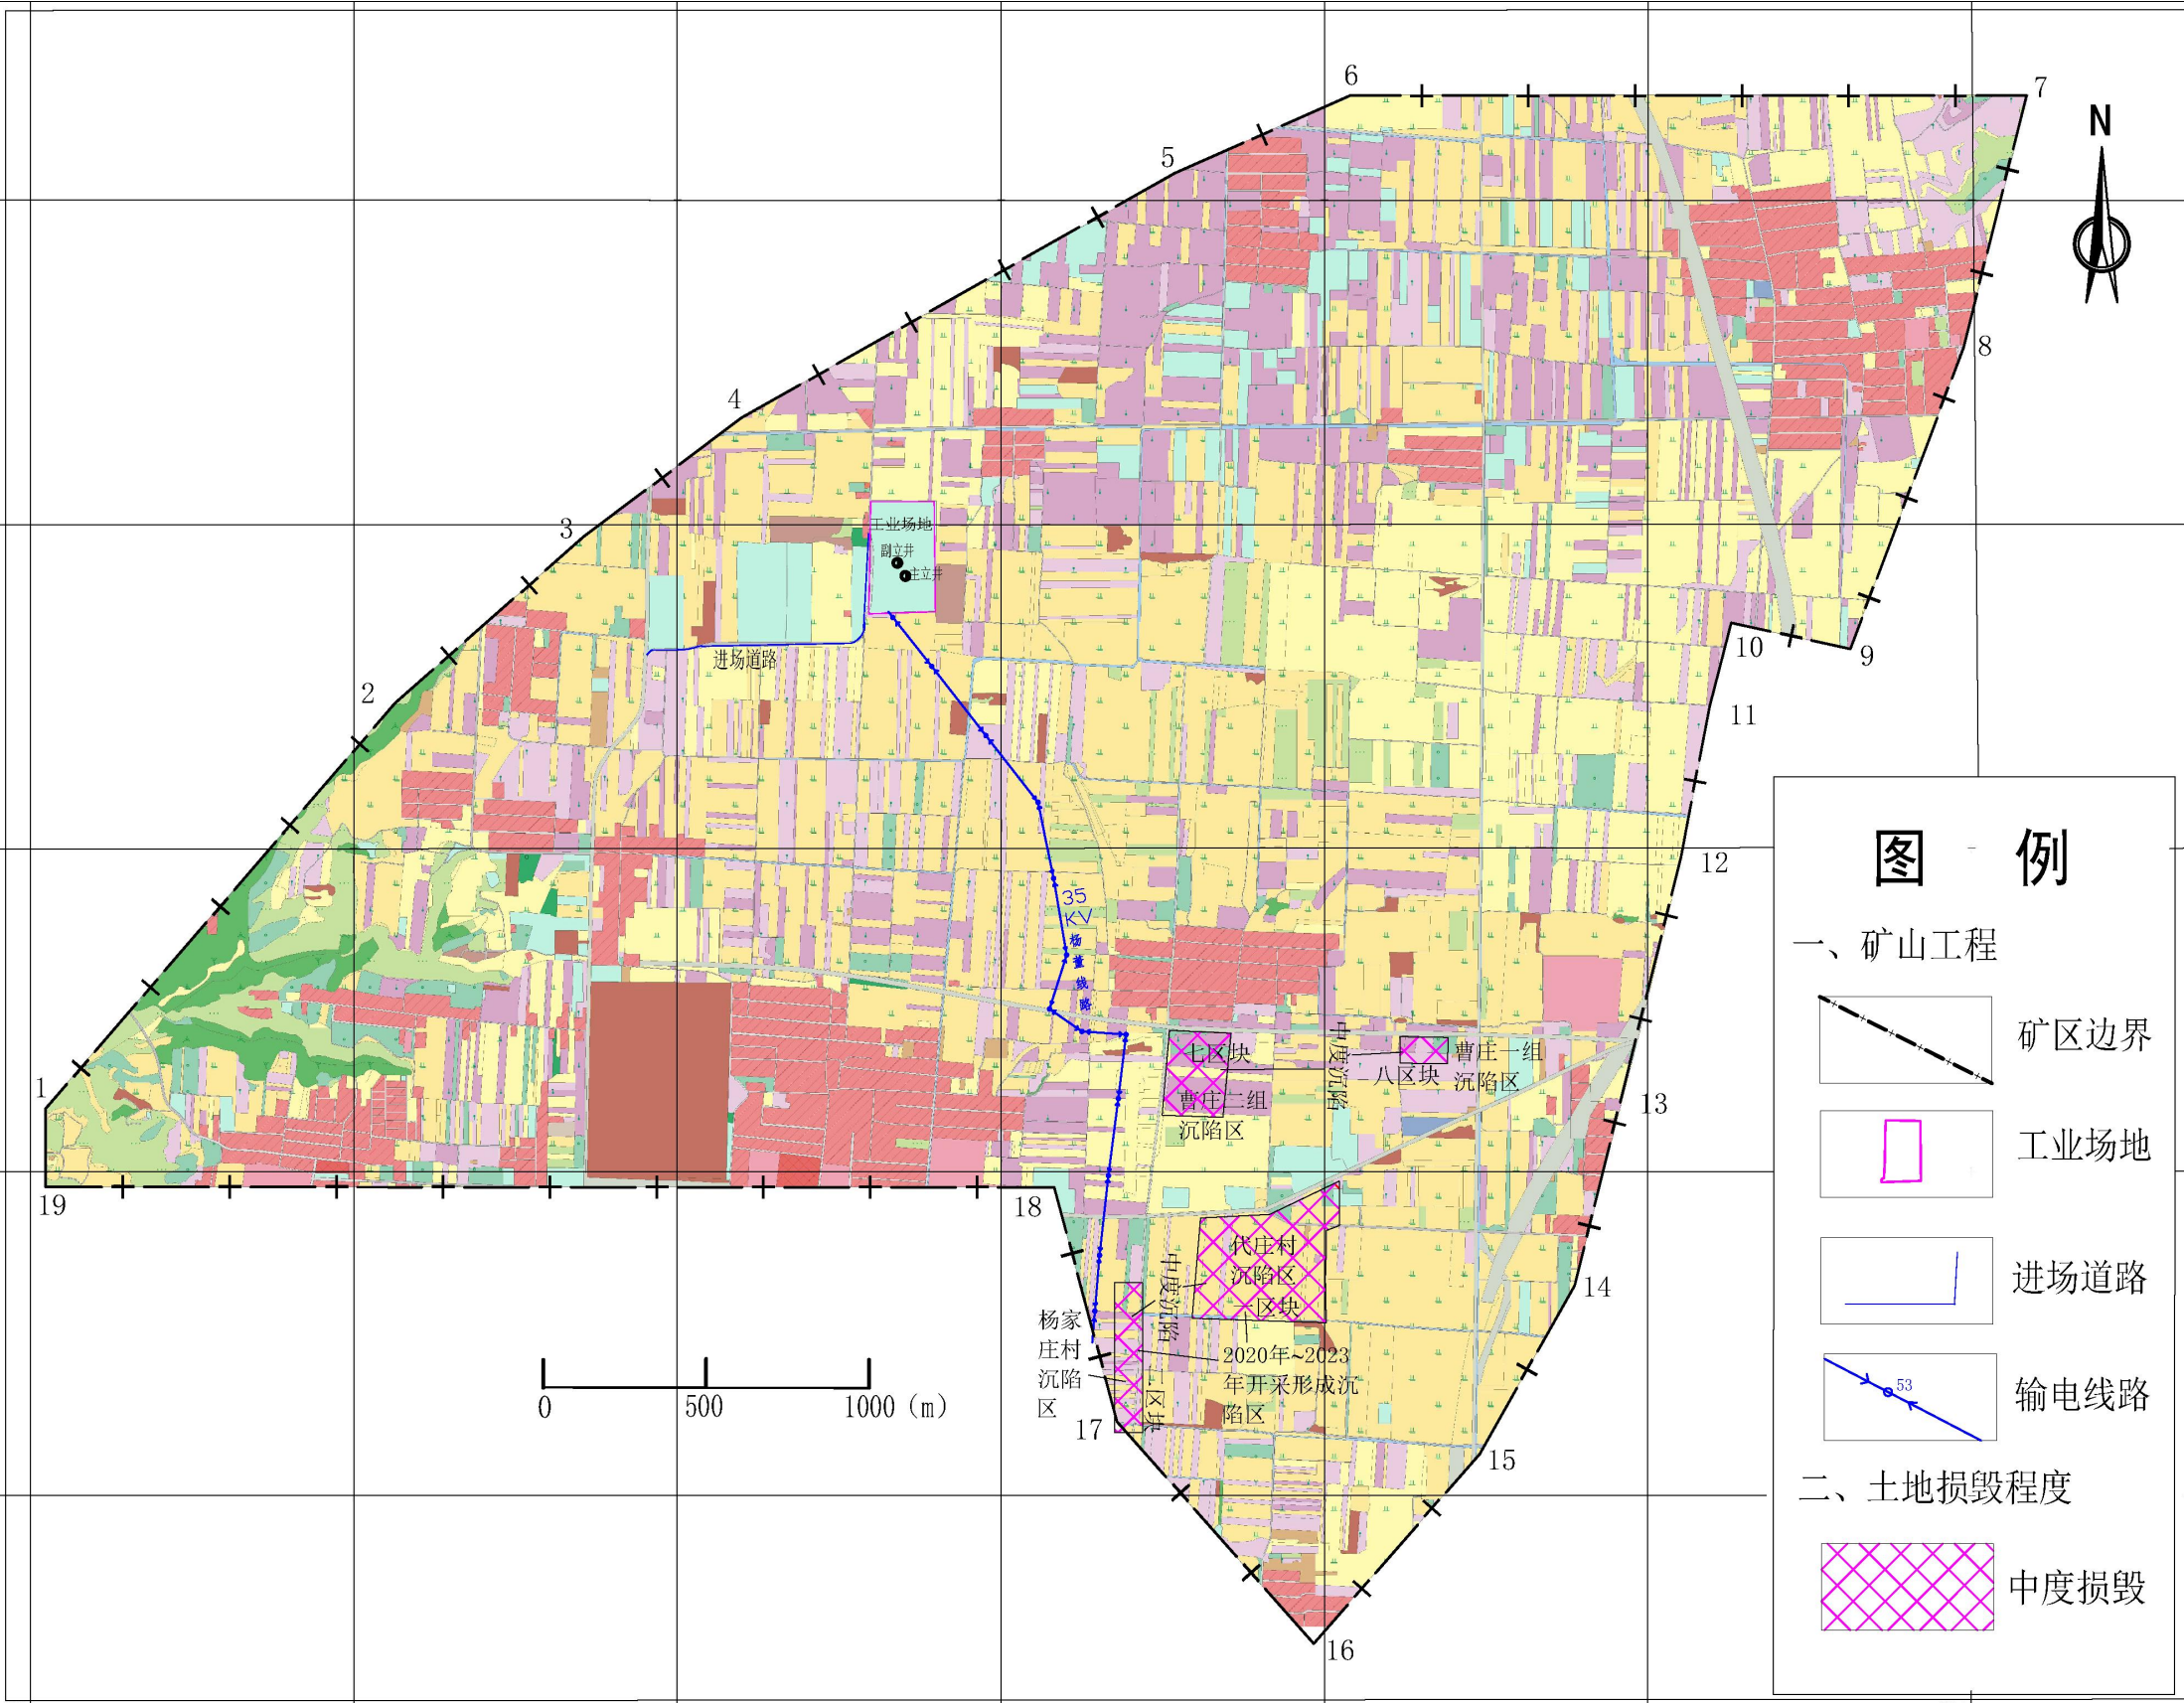 6
7
N
5
8
4
3
工业场地
副立井
主立井
进场道路
10
9
2
11
12
35
KV
杨
董
线
路
1
七区块
曹庄二组
沉陷区
中度沉陷
八区块
曹庄一组
沉陷区
13
19
18
代庄村
沉陷区
一区块
中度沉陷
14
杨家
庄村
沉陷
区
二区块
2020年~2023
年开采形成沉
陷区
0
500
1000 (m)
17
15
16
图 例
一、矿山工程
矿区边界
工业场地
进场道路
53
输电线路
二、土地损毁程度
中度损毁